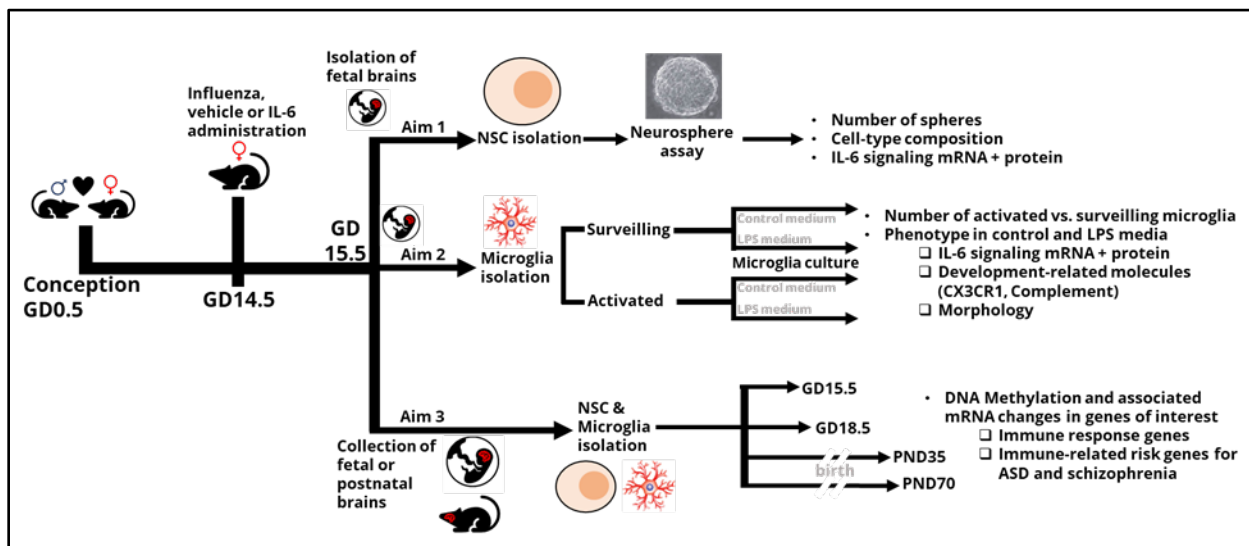 Conception
GD0.5
Influenza,
vehicle or IL-6
administration
♀
♂
♀
GD14.5
GD
15.5
Isolation of
fetal brains
Aim 1
NSC isolation
Neurosphere
assay
• Number of spheres
• Cell-type composition
• IL-6 signaling mRNA + protein
Aim 2
Microglia
isolation
Surveilling
Control medium
LPS medium
Microglia culture
Activated
Control medium
LPS medium
• Number of activated vs. surveilling microglia
• Phenotype in control and LPS media
❑ IL-6 signaling mRNA + protein
❑ Development-related molecules
(CX3CR1, Complement)
❑ Morphology
Aim 3
Collection of
fetal or
postnatal
brains
NSC &
Microglia
isolation
GD15.5
GD18.5
PND35
birth
PND70
• DNA Methylation and associated
mRNA changes in genes of interest
❑ Immune response genes
❑ Immune-related risk genes for
ASD and schizophrenia